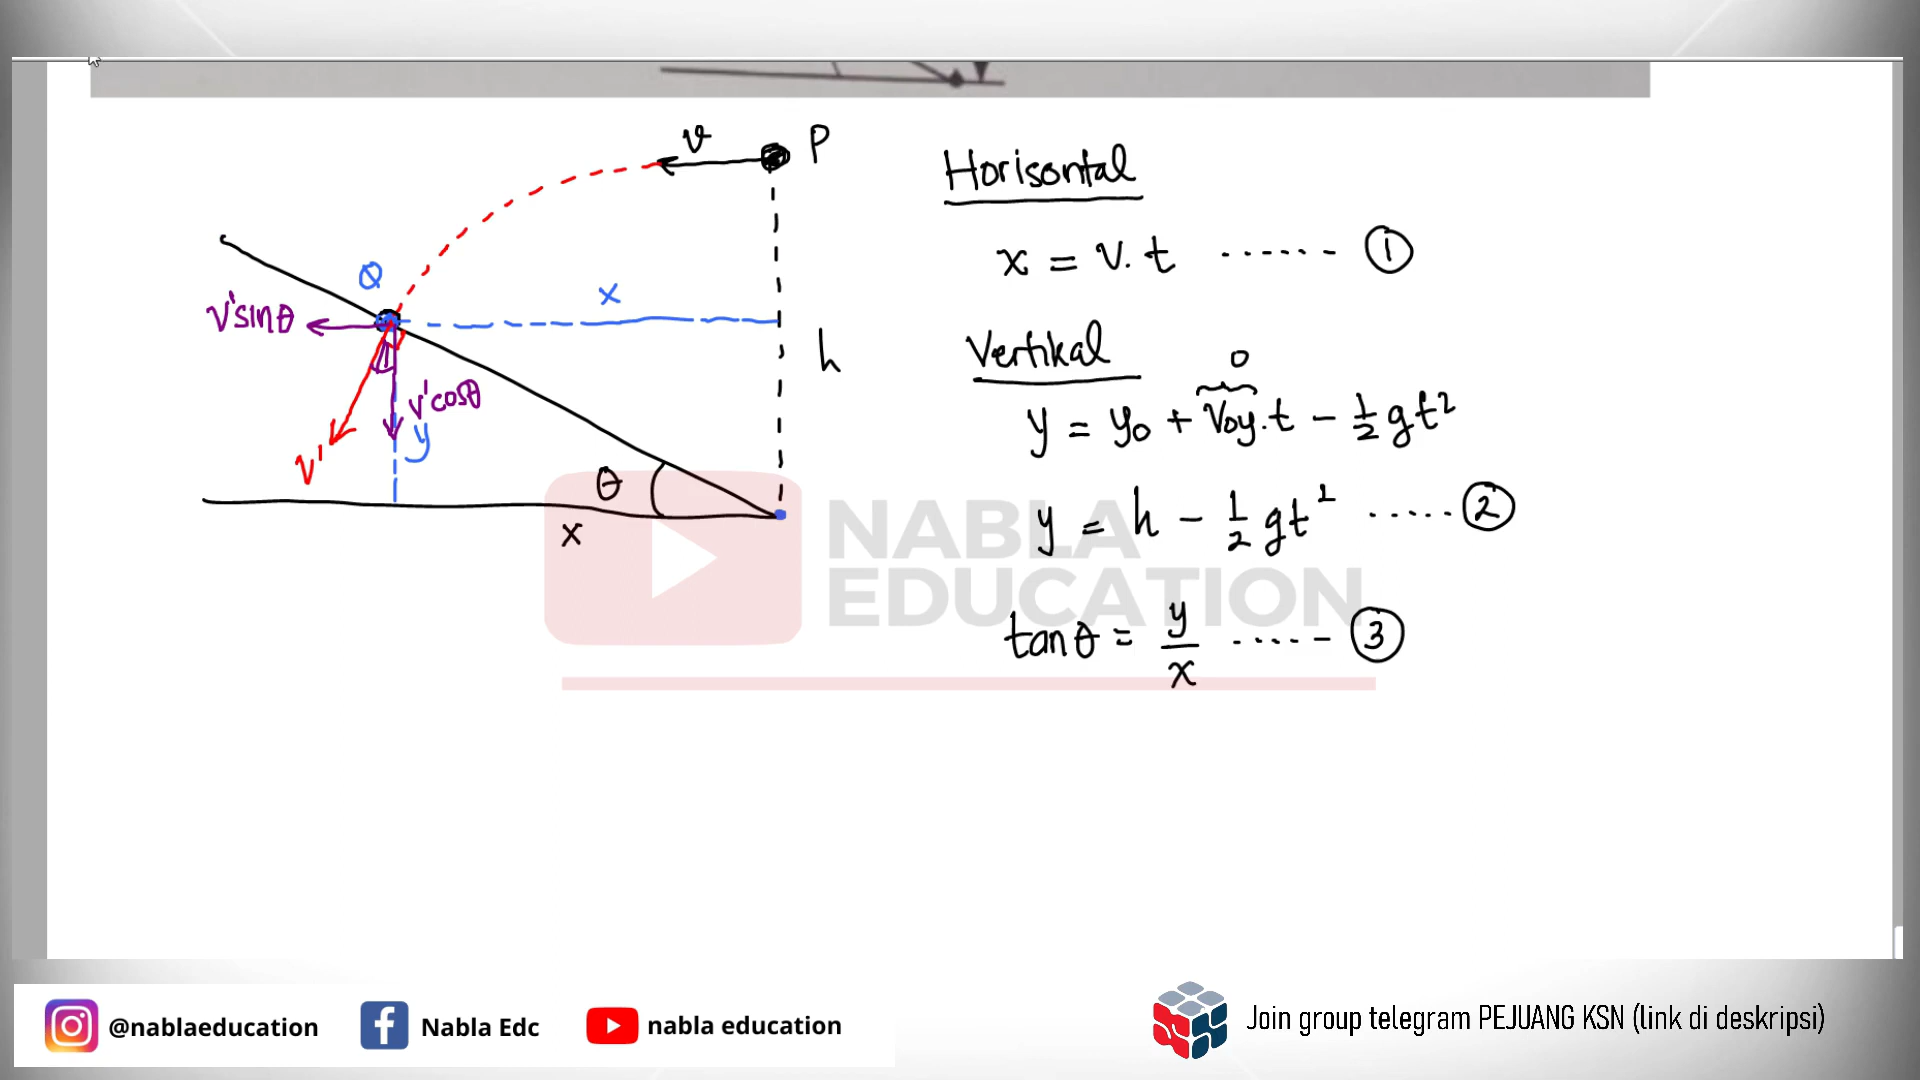 v
P
Horisontal
x = v. t ...... ①
Q
x
v'sinθ
h
Vertikal
0
v'cosθ
y
y = y₀ + v₀y.t - ½gt²
v'
θ
y = h - ½gt² ..... ②
x
NABLA
EDUCATION
tanθ = y/x ...... ③
@nablaeducation
Nabla Edc
nabla education
Join group telegram PEJUANG KSN (link di deskripsi)